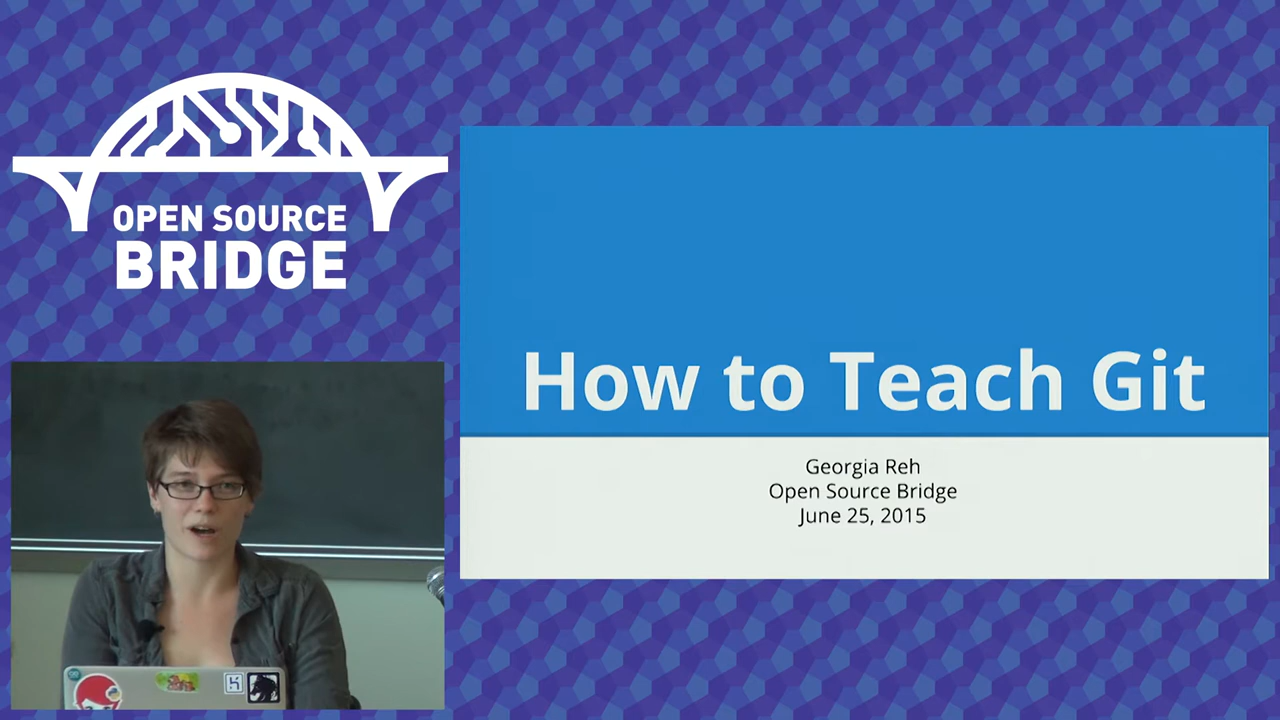 OPEN SOURCE
BRIDGE
How to Teach Git
Georgia Reh
Open Source Bridge
June 25, 2015